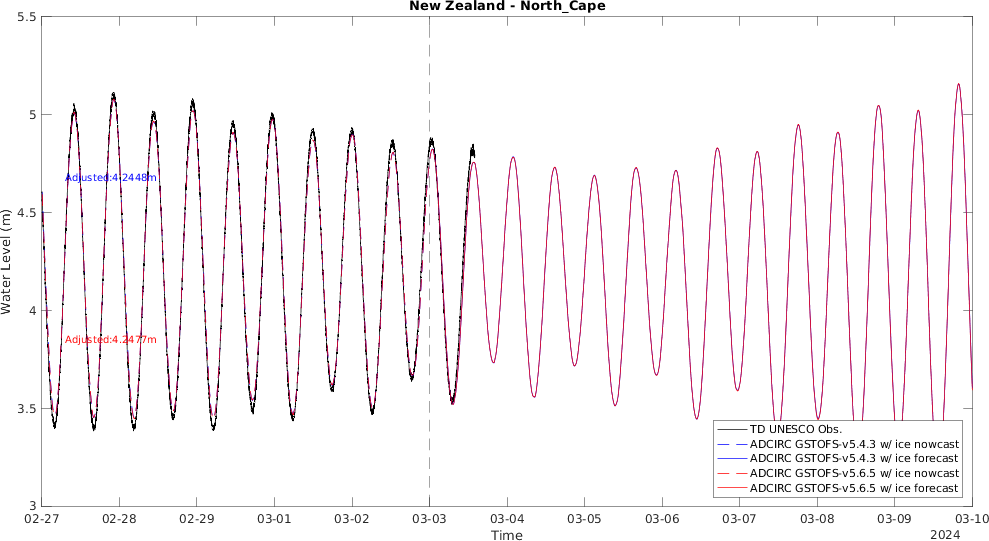 New Zealand - North_Cape
5.5
5
4.5
4
3.5
3
Water Level (m)
Adjusted:4.2448m
Adjusted:4.2477m
TD UNESCO Obs.
ADCIRC GSTOFS-v5.4.3 w/ ice nowcast
ADCIRC GSTOFS-v5.4.3 w/ ice forecast
ADCIRC GSTOFS-v5.6.5 w/ ice nowcast
ADCIRC GSTOFS-v5.6.5 w/ ice forecast
02-27 02-28 02-29 03-01 03-02 03-03 03-04 03-05 03-06 03-07 03-08 03-09 03-10
Time
2024